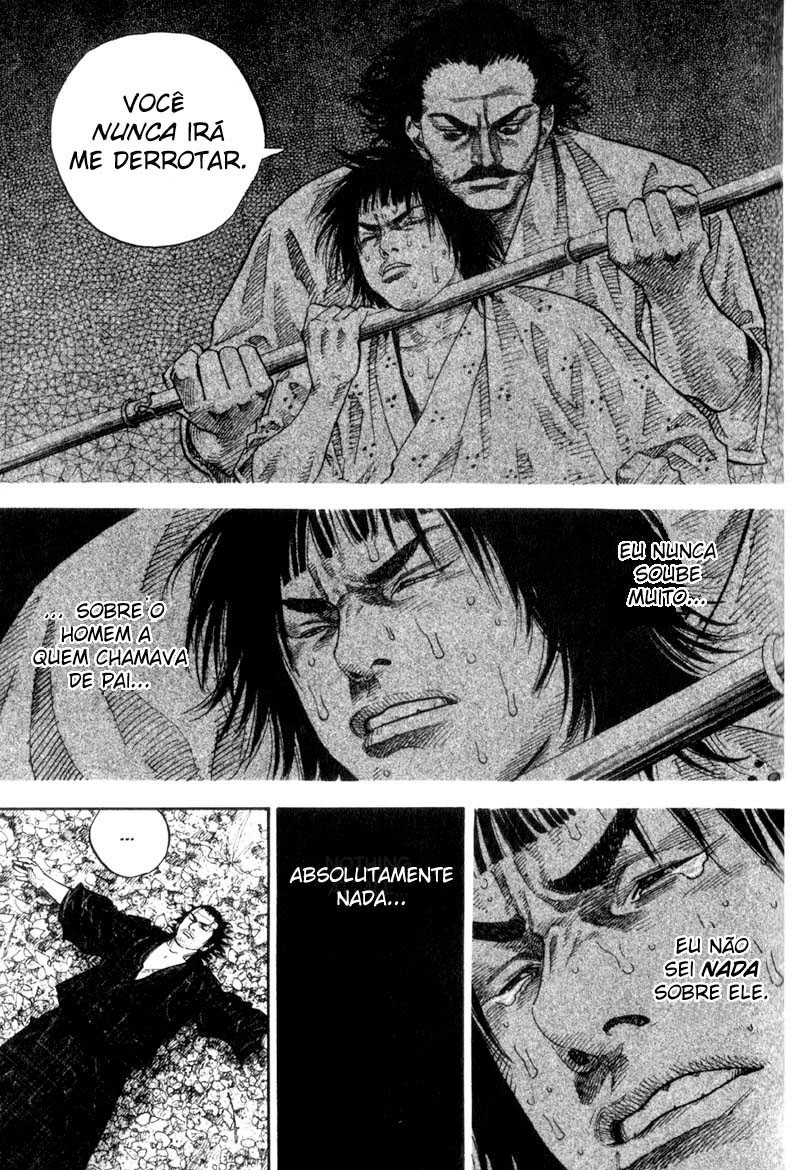 VOCÊ
NUNCA IRÁ
ME DERROTAR.
EU NUNCA
SOUBE
MUITO...
... SOBRE O
HOMEM A
QUEM CHAMAVA
DE PAI...
EU NÃO
SEI NADA
SOBRE ELE.
ABSOLUTAMENTE
NADA...
...